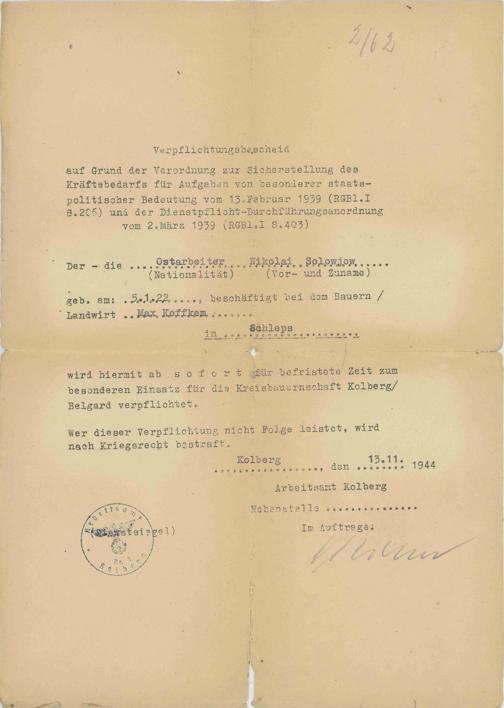 2/62
Verpflichtungsbescheid
auf Grund der Verordnung zur Sicherstellung des
Kräftebedarfs für Aufgaben von besonderer staats-
politischer Bedeutung vom 13.Februar 1939 (RGBl.I
S.206) und der Dienstpflicht-Durchführungsanordnung
vom 2.März 1939 (RGBl.I S.403)
Der - die ...Ostarbeiter...Nikolai Solowjow.....
(Nationalität) (Vor- und Zuname)
geb. am: .5.1.22...., beschäftigt bei dem Bauern /
Landwirt ..Max Koffkem.......
in ....Schleps............
wird hiermit ab s o f o r t für befristete Zeit zum
besonderen Einsatz für die Kreisbauernschaft Kolberg/
Belgard verpflichtet.
Wer dieser Verpflichtung nicht Folge leistet, wird
nach Kriegsrecht bestraft.
Kolberg................, den 13.11. 1944
Arbeitsamt Kolberg
Nebenstelle ...............
(Dienstsiegel) Im Auftrage:
Arbeitsamt
Kolberg